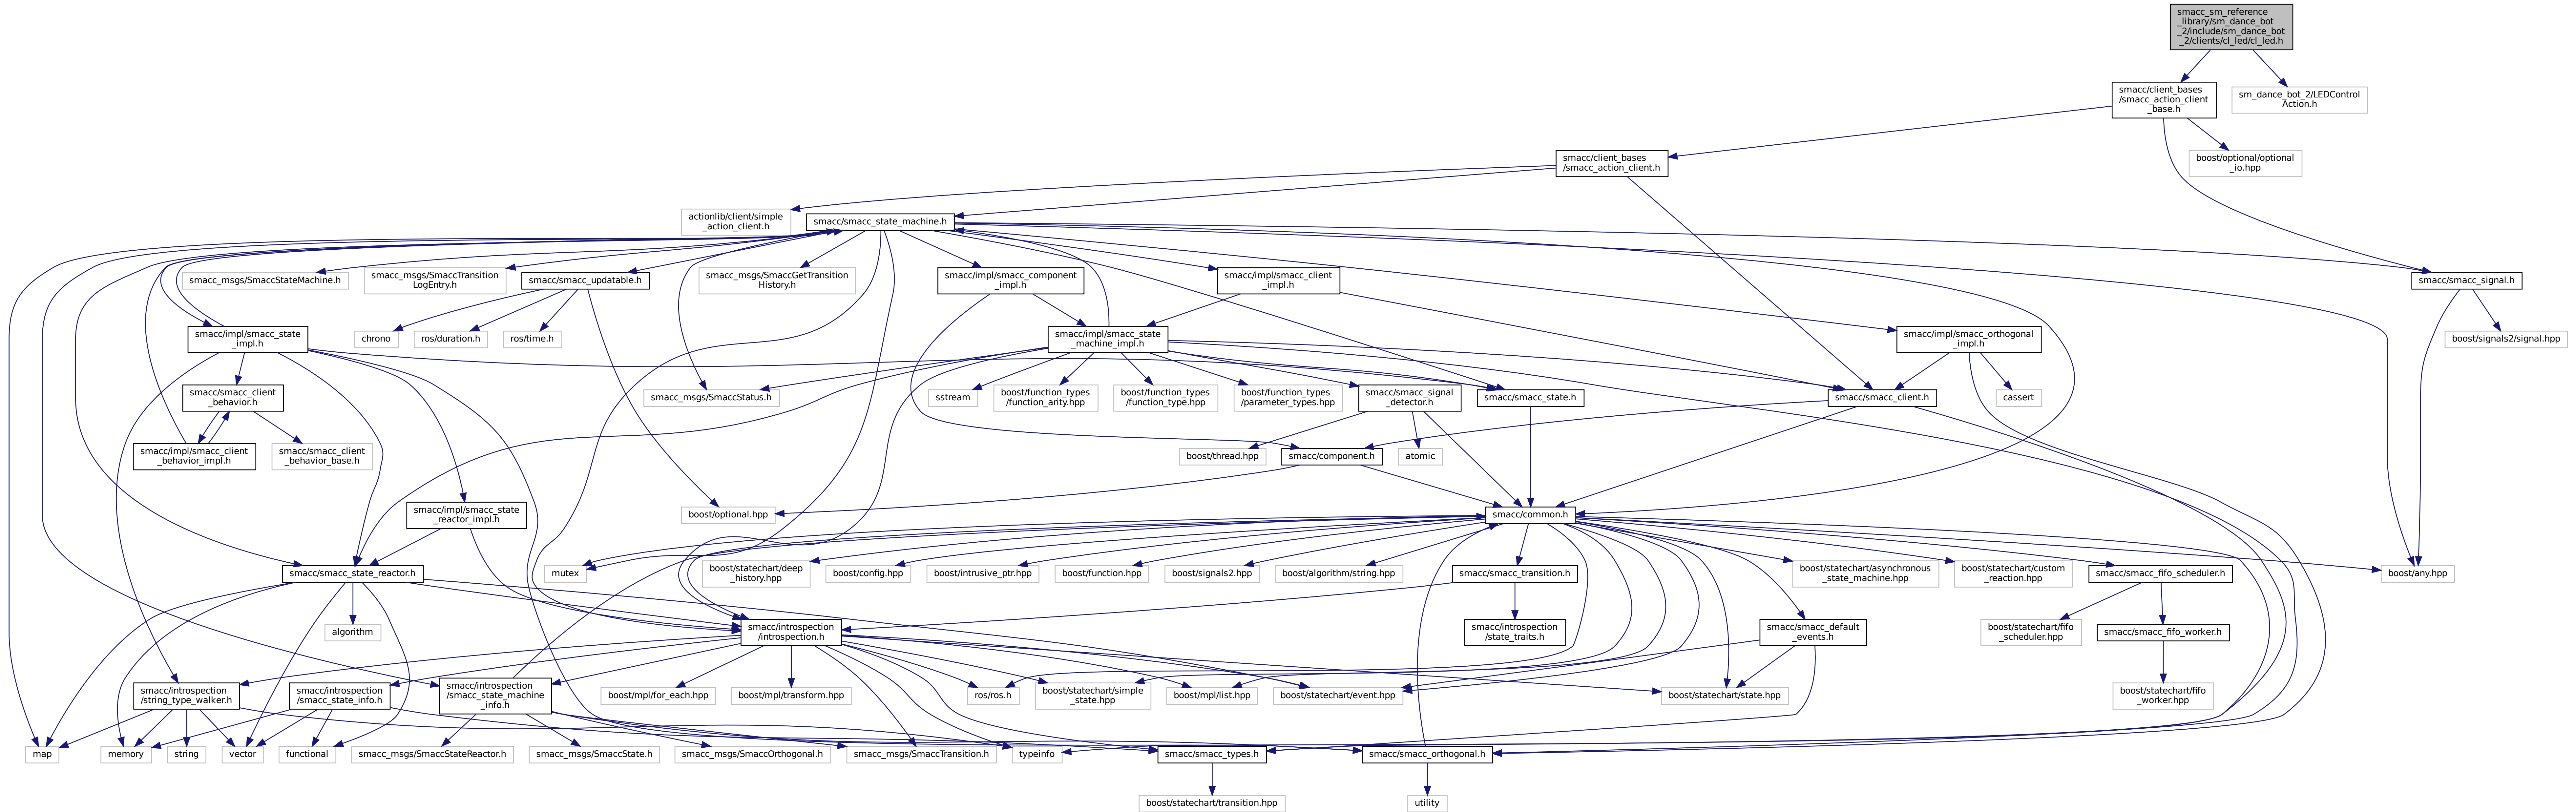 smacc_sm_reference
_library/sm_dance_bot
_2/include/sm_dance_bot
_2/clients/cl_led/cl_led.h
smacc/client_bases
/smacc_action_client
_base.h
sm_dance_bot_2/LEDControl
Action.h
smacc/client_bases
/smacc_action_client.h
boost/optional/optional
_io.hpp
actionlib/client/simple
_action_client.h
smacc/smacc_state_machine.h
smacc_msgs/SmaccStateMachine.h
smacc_msgs/SmaccTransition
LogEntry.h
smacc/smacc_updatable.h
smacc_msgs/SmaccGetTransition
History.h
smacc/impl/smacc_component
_impl.h
smacc/impl/smacc_client
_impl.h
smacc/smacc_signal.h
smacc/impl/smacc_state
_impl.h
chrono
ros/duration.h
ros/time.h
smacc/impl/smacc_state
_machine_impl.h
smacc/impl/smacc_orthogonal
_impl.h
boost/signals2/signal.hpp
smacc/smacc_client
_behavior.h
smacc_msgs/SmaccStatus.h
sstream
boost/function_types
/function_arity.hpp
boost/function_types
/function_type.hpp
boost/function_types
/parameter_types.hpp
smacc/smacc_signal
_detector.h
smacc/smacc_state.h
smacc/smacc_client.h
cassert
smacc/impl/smacc_client
_behavior_impl.h
smacc/smacc_client
_behavior_base.h
boost/thread.hpp
smacc/component.h
atomic
smacc/impl/smacc_state
_reactor_impl.h
boost/optional.hpp
smacc/common.h
smacc/smacc_state_reactor.h
mutex
boost/statechart/deep
_history.hpp
boost/config.hpp
boost/intrusive_ptr.hpp
boost/function.hpp
boost/signals2.hpp
boost/algorithm/string.hpp
smacc/smacc_transition.h
boost/statechart/asynchronous
_state_machine.hpp
boost/statechart/custom
_reaction.hpp
smacc/smacc_fifo_scheduler.h
boost/any.hpp
algorithm
smacc/introspection
/introspection.h
smacc/introspection
/state_traits.h
smacc/smacc_default
_events.h
boost/statechart/fifo
_scheduler.hpp
smacc/smacc_fifo_worker.h
smacc/introspection
/string_type_walker.h
smacc/introspection
/smacc_state_info.h
smacc/introspection
/smacc_state_machine
_info.h
boost/mpl/for_each.hpp
boost/mpl/transform.hpp
ros/ros.h
boost/statechart/simple
_state.hpp
boost/mpl/list.hpp
boost/statechart/event.hpp
boost/statechart/state.hpp
boost/statechart/fifo
_worker.hpp
map
memory
string
vector
functional
smacc_msgs/SmaccStateReactor.h
smacc_msgs/SmaccState.h
smacc_msgs/SmaccOrthogonal.h
smacc_msgs/SmaccTransition.h
typeinfo
smacc/smacc_types.h
smacc/smacc_orthogonal.h
boost/statechart/transition.hpp
utility